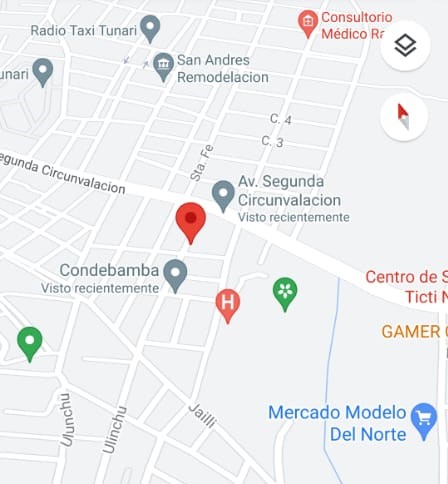 Consultorio
Médico Ra
Radio Taxi Tunari
San Andres
Remodelacion
unari
C. 4
C. 3
Sta. Fe
egunda Circunvalacion
Av. Segunda
Circunvalacion
Visto recientemente
Condebamba
Visto recientemente
Centro de S
Ticti N
H
GAMER
Mercado Modelo
Del Norte
Jailli
Ulunchu
Ulinchu